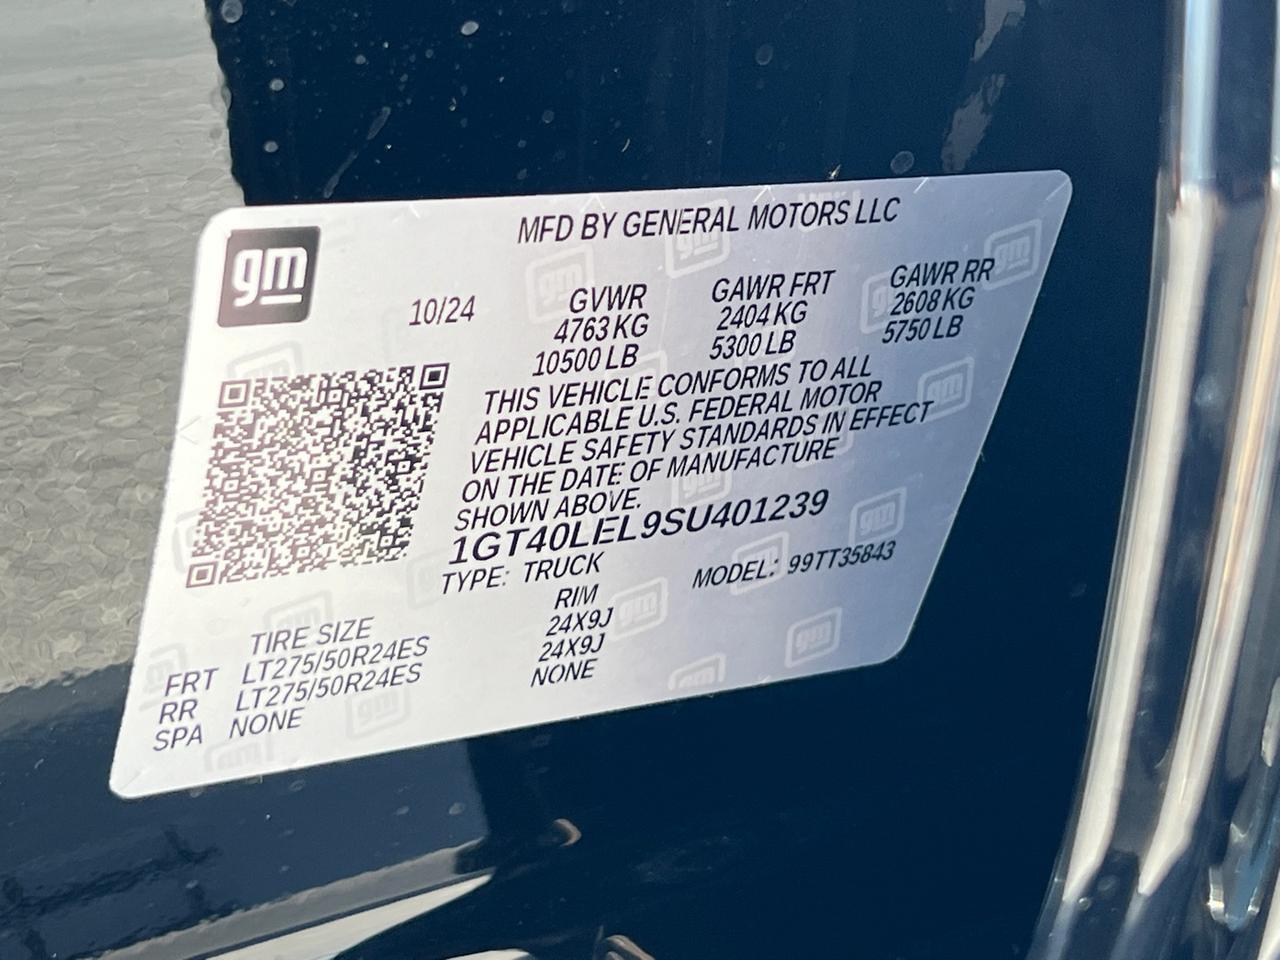 gm
MFD BY GENERAL MOTORS LLC
10/24
GVWR GAWR FRT GAWR RR
4763 KG 2404 KG 2608 KG
10500 LB 5300 LB 5750 LB
THIS VEHICLE CONFORMS TO ALL
APPLICABLE U.S. FEDERAL MOTOR
VEHICLE SAFETY STANDARDS IN EFFECT
ON THE DATE OF MANUFACTURE
SHOWN ABOVE.
1GT40LEL9SU401239
TYPE: TRUCK MODEL: 99TT35843
TIRE SIZE RIM
FRT LT275/50R24ES 24X9J
RR LT275/50R24ES 24X9J
SPA NONE NONE